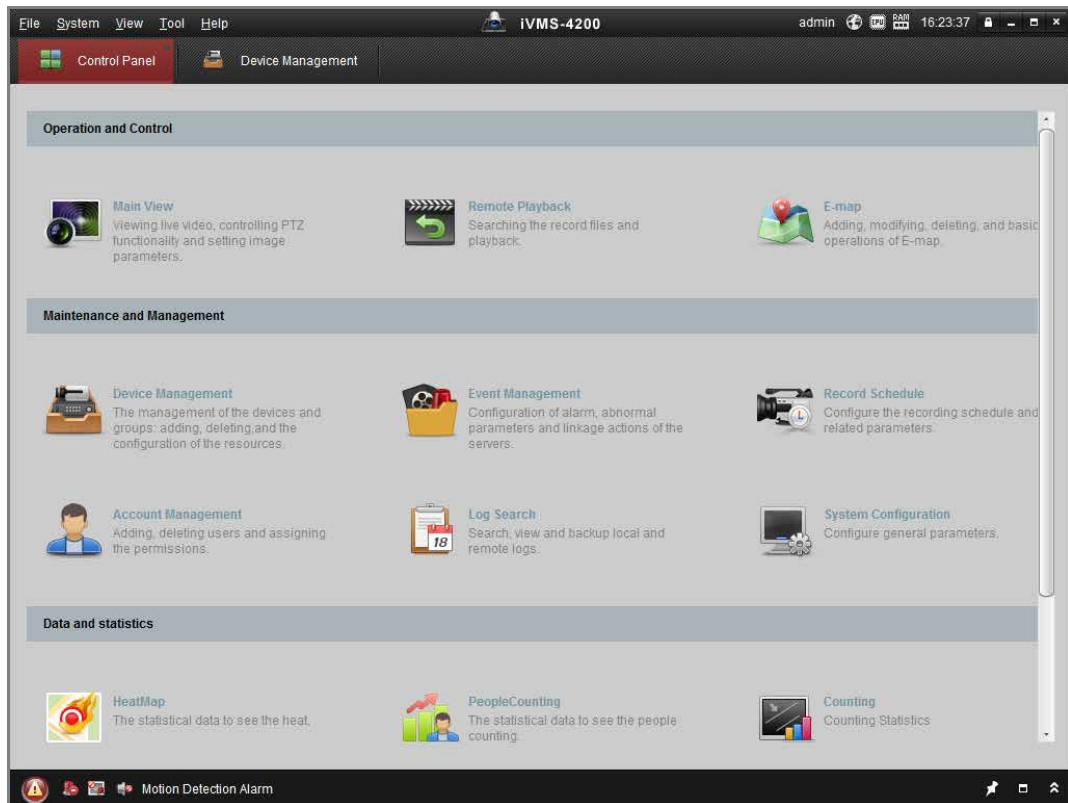 File System View Tool Help
iVMS-4200
admin CPU RAM 16:23:37
Control Panel
Device Management
Operation and Control
Main View
Viewing live video, controlling PTZ
functionality and setting image
parameters.
Remote Playback
Searching the record files and
playback.
E-map
Adding, modifying, deleting, and basic
operations of E-map.
Maintenance and Management
Device Management
The management of the devices and
groups: adding, deleting,and the
configuration of the resources.
Event Management
Configuration of alarm, abnormal
parameters and linkage actions of the
servers.
Record Schedule
Configure the recording schedule and
related parameters.
Account Management
Adding, deleting users and assigning
the permissions.
18
Log Search
Search, view and backup local and
remote logs.
System Configuration
Configure general parameters.
Data and statistics
HeatMap
The statistical data to see the heat.
PeopleCounting
The statistical data to see the people
counting.
Counting
Counting Statistics
Motion Detection Alarm